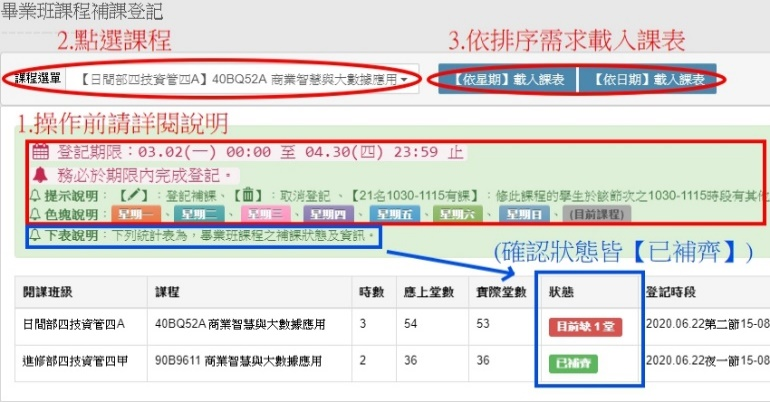 畢業班課程補課登記
2.點選課程
3.依排序需求載入課表
課程選單 【日間部四技資管四A】40BQ52A 商業智慧與大數據應用
【依星期】載入課表 【依日期】載入課表
1.操作前請詳閱說明
登記期限：03.02(一) 00:00 至 04.30(四) 23:59 止
務必於期限內完成登記。
提示說明：【】：登記補課、【】：取消登記 、【21名1030-1115有課】：修此課程的學生於該節次之1030-1115時段有其他
色塊說明：星期一、星期二、星期三、星期四、星期五、星期六、星期日、(目前課程)
下表說明：下列統計表為，畢業班課程之補課狀態及資訊。
(確認狀態皆【已補齊】)
開課班級 課程 時數 應上堂數 實際堂數 狀態 登記時段
日間部四技資管四A 40BQ52A 商業智慧與大數據應用 3 54 53 目前缺 1 堂 2020.06.22第二節15-08
進修部四技資管四甲 90B9611 商業智慧與大數據應用 2 36 36 已補齊 2020.06.22夜一節15-08